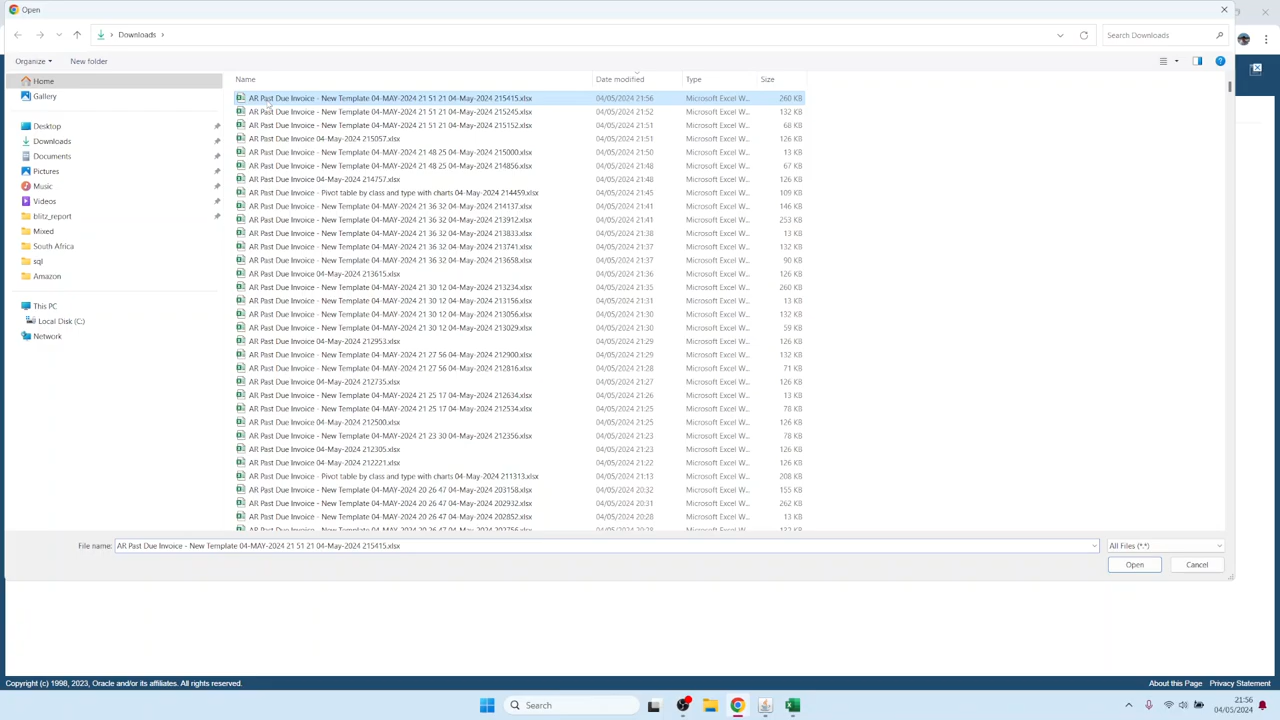 Open
Downloads
Search Downloads
Organize
New folder
Home
Gallery
Desktop
Downloads
Documents
Pictures
Music
Videos
blitz_report
Mixed
South Africa
sql
Amazon
This PC
Local Disk (C:)
Network
Name Date modified Type Size
AR Past Due Invoice - New Template 04-MAY-2024 21 51 21 04-May-2024 215415.xlsx 04/05/2024 21:56 Microsoft Excel W... 260 KB
AR Past Due Invoice - New Template 04-MAY-2024 21 51 21 04-May-2024 215245.xlsx 04/05/2024 21:52 Microsoft Excel W... 132 KB
AR Past Due Invoice - New Template 04-MAY-2024 21 51 21 04-May-2024 215152.xlsx 04/05/2024 21:51 Microsoft Excel W... 68 KB
AR Past Due Invoice 04-May-2024 215057.xlsx 04/05/2024 21:51 Microsoft Excel W... 126 KB
AR Past Due Invoice - New Template 04-MAY-2024 21 48 25 04-May-2024 215000.xlsx 04/05/2024 21:50 Microsoft Excel W... 13 KB
AR Past Due Invoice - New Template 04-MAY-2024 21 48 25 04-May-2024 214856.xlsx 04/05/2024 21:48 Microsoft Excel W... 67 KB
AR Past Due Invoice 04-May-2024 214757.xlsx 04/05/2024 21:48 Microsoft Excel W... 126 KB
AR Past Due Invoice - Pivot table by class and type with charts 04-May-2024 214459.xlsx 04/05/2024 21:45 Microsoft Excel W... 109 KB
AR Past Due Invoice - New Template 04-MAY-2024 21 36 32 04-May-2024 214137.xlsx 04/05/2024 21:41 Microsoft Excel W... 146 KB
AR Past Due Invoice - New Template 04-MAY-2024 21 36 32 04-May-2024 213912.xlsx 04/05/2024 21:41 Microsoft Excel W... 253 KB
AR Past Due Invoice - New Template 04-MAY-2024 21 36 32 04-May-2024 213833.xlsx 04/05/2024 21:38 Microsoft Excel W... 13 KB
AR Past Due Invoice - New Template 04-MAY-2024 21 36 32 04-May-2024 213741.xlsx 04/05/2024 21:37 Microsoft Excel W... 132 KB
AR Past Due Invoice - New Template 04-MAY-2024 21 36 32 04-May-2024 213658.xlsx 04/05/2024 21:37 Microsoft Excel W... 90 KB
AR Past Due Invoice 04-May-2024 213615.xlsx 04/05/2024 21:36 Microsoft Excel W... 126 KB
AR Past Due Invoice - New Template 04-MAY-2024 21 30 12 04-May-2024 213234.xlsx 04/05/2024 21:35 Microsoft Excel W... 260 KB
AR Past Due Invoice - New Template 04-MAY-2024 21 30 12 04-May-2024 213156.xlsx 04/05/2024 21:31 Microsoft Excel W... 13 KB
AR Past Due Invoice - New Template 04-MAY-2024 21 30 12 04-May-2024 213056.xlsx 04/05/2024 21:30 Microsoft Excel W... 132 KB
AR Past Due Invoice - New Template 04-MAY-2024 21 30 12 04-May-2024 213029.xlsx 04/05/2024 21:30 Microsoft Excel W... 59 KB
AR Past Due Invoice 04-May-2024 212953.xlsx 04/05/2024 21:29 Microsoft Excel W... 126 KB
AR Past Due Invoice - New Template 04-MAY-2024 21 27 56 04-May-2024 212900.xlsx 04/05/2024 21:29 Microsoft Excel W... 132 KB
AR Past Due Invoice - New Template 04-MAY-2024 21 27 56 04-May-2024 212816.xlsx 04/05/2024 21:28 Microsoft Excel W... 71 KB
AR Past Due Invoice 04-May-2024 212735.xlsx 04/05/2024 21:27 Microsoft Excel W... 126 KB
AR Past Due Invoice - New Template 04-MAY-2024 21 25 17 04-May-2024 212634.xlsx 04/05/2024 21:26 Microsoft Excel W... 13 KB
AR Past Due Invoice - New Template 04-MAY-2024 21 25 17 04-May-2024 212534.xlsx 04/05/2024 21:25 Microsoft Excel W... 78 KB
AR Past Due Invoice 04-May-2024 212500.xlsx 04/05/2024 21:25 Microsoft Excel W... 126 KB
AR Past Due Invoice - New Template 04-MAY-2024 21 23 30 04-May-2024 212356.xlsx 04/05/2024 21:23 Microsoft Excel W... 78 KB
AR Past Due Invoice 04-May-2024 212305.xlsx 04/05/2024 21:23 Microsoft Excel W... 126 KB
AR Past Due Invoice 04-May-2024 212221.xlsx 04/05/2024 21:22 Microsoft Excel W... 126 KB
AR Past Due Invoice - Pivot table by class and type with charts 04-May-2024 211313.xlsx 04/05/2024 21:13 Microsoft Excel W... 208 KB
AR Past Due Invoice - New Template 04-MAY-2024 20 26 47 04-May-2024 203158.xlsx 04/05/2024 20:32 Microsoft Excel W... 155 KB
AR Past Due Invoice - New Template 04-MAY-2024 20 26 47 04-May-2024 202932.xlsx 04/05/2024 20:31 Microsoft Excel W... 262 KB
AR Past Due Invoice - New Template 04-MAY-2024 20 26 47 04-May-2024 202852.xlsx 04/05/2024 20:28 Microsoft Excel W... 13 KB
AR Past Due Invoice - New Template 04-MAY-2024 20 26 47 04-May-2024 202756.xlsx 04/05/2024 20:28 Microsoft Excel W... 132 KB
File name: AR Past Due Invoice - New Template 04-MAY-2024 21 51 21 04-May-2024 215415.xlsx All Files (*.*)
Open Cancel
Copyright (c) 1998, 2023, Oracle and/or its affiliates. All rights reserved. About this Page Privacy Statement
Search
21:56
04/05/2024